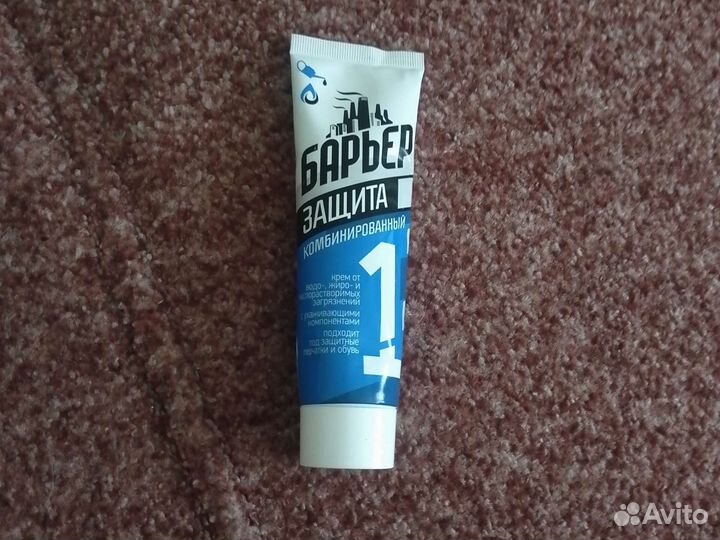 БАРЬЕР
ЗАЩИТА
КОМБИНИРОВАННЫЙ
1
крем от
водо-, жиро- и
маслорастворимых
загрязнений
с ухаживающими
компонентами
подходит
под защитные
перчатки и обувь
Avito